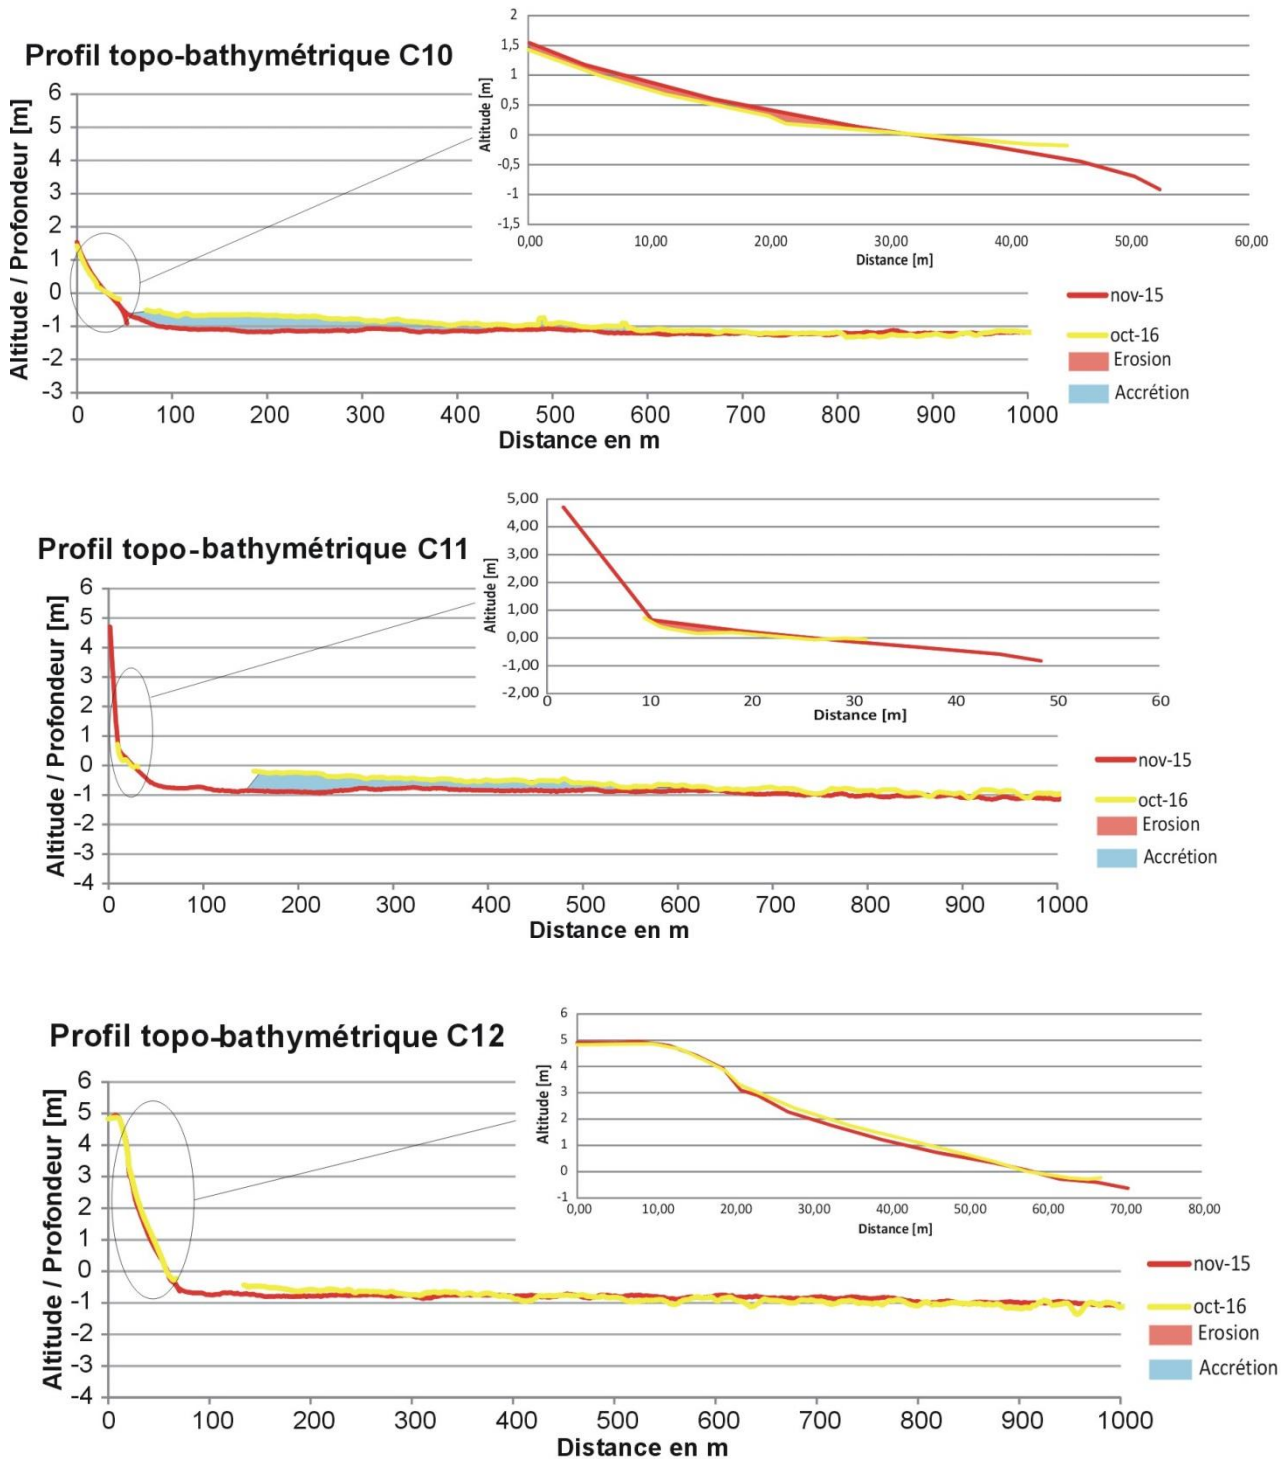 Profil topo-bathymétrique C10
Altitude / Profondeur [m]
6
5
4
3
2
1
0
-1
-2
-3
0 100 200 300 400 500 600 700 800 900 1000
Distance en m
Altitude [m]
2
1,5
1
0,5
0
-0,5
-1
-1,5
0,00 10,00 20,00 30,00 40,00 50,00 60,00
Distance [m]
nov-15
oct-16
Erosion
Accrétion
Profil topo-bathymétrique C11
Altitude / Profondeur [m]
6
5
4
3
2
1
0
-1
-2
-3
-4
0 100 200 300 400 500 600 700 800 900 1000
Distance en m
Altitude [m]
5,00
4,00
3,00
2,00
1,00
0,00
-1,00
-2,00
0 10 20 30 40 50 60
Distance [m]
nov-15
oct-16
Erosion
Accrétion
Profil topo-bathymétrique C12
Altitude / Profondeur [m]
6
5
4
3
2
1
0
-1
-2
-3
-4
0 100 200 300 400 500 600 700 800 900 1000
Distance en m
Altitude [m]
6
5
4
3
2
1
0
-1
0,00 10,00 20,00 30,00 40,00 50,00 60,00 70,00 80,00
Distance [m]
nov-15
oct-16
Erosion
Accrétion